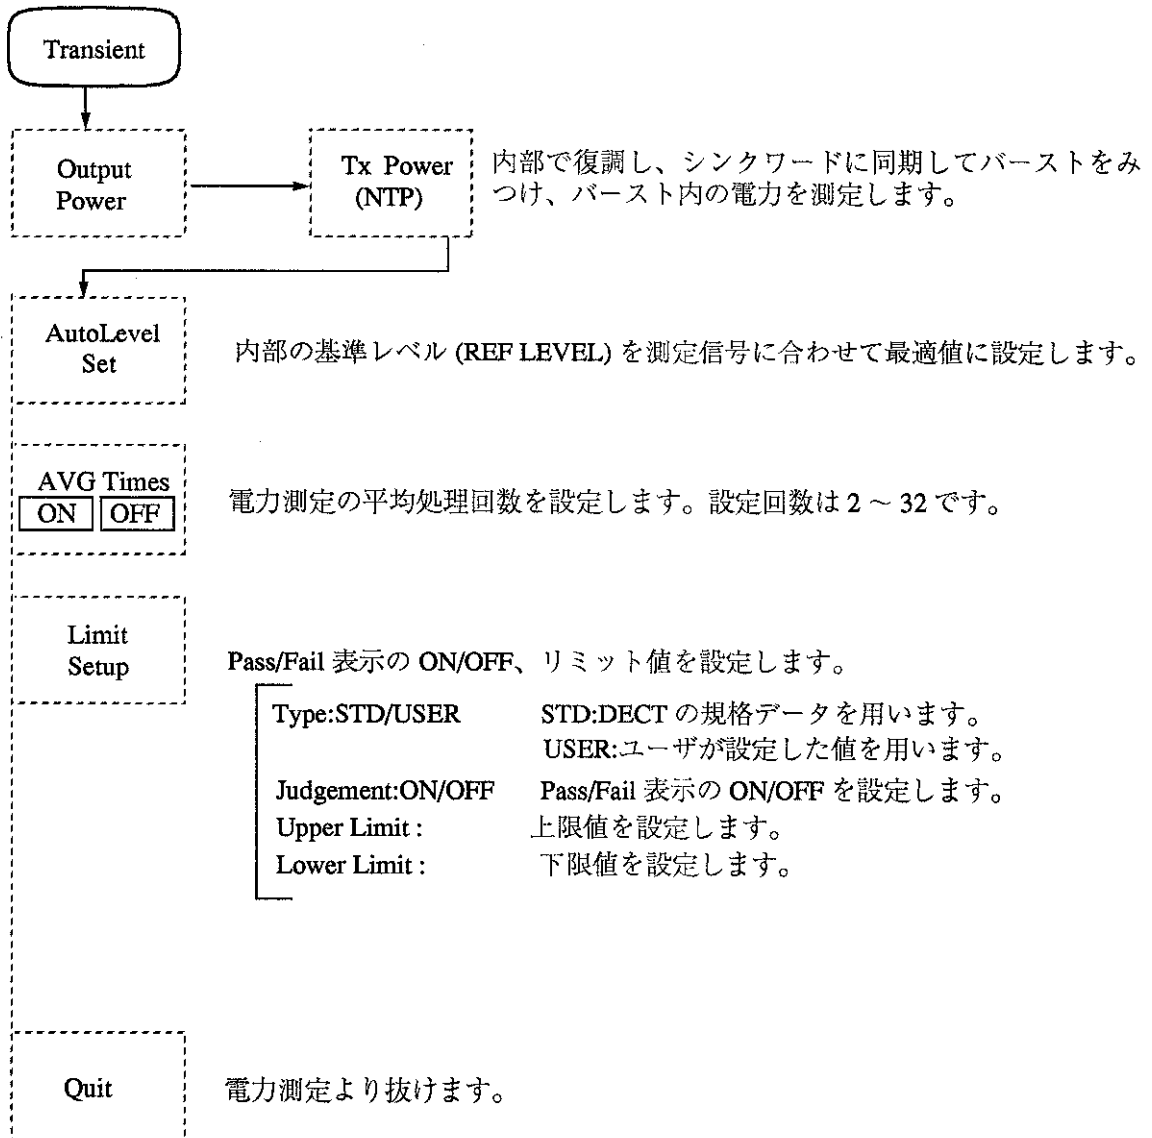 Transient
Output
Power
Tx Power
(NTP)
内部で復調し、シンクワードに同期してバーストをみ
つけ、バースト内の電力を測定します。
AutoLevel
Set
内部の基準レベル (REF LEVEL) を測定信号に合わせて最適値に設定します。
AVG Times
ON OFF
電力測定の平均処理回数を設定します。設定回数は 2 ~ 32 です。
Limit
Setup
Pass/Fail 表示の ON/OFF、リミット値を設定します。
Type:STD/USER STD:DECT の規格データを用います。
USER:ユーザが設定した値を用います。
Judgement:ON/OFF Pass/Fail 表示の ON/OFF を設定します。
Upper Limit : 上限値を設定します。
Lower Limit : 下限値を設定します。
Quit
電力測定より抜けます。